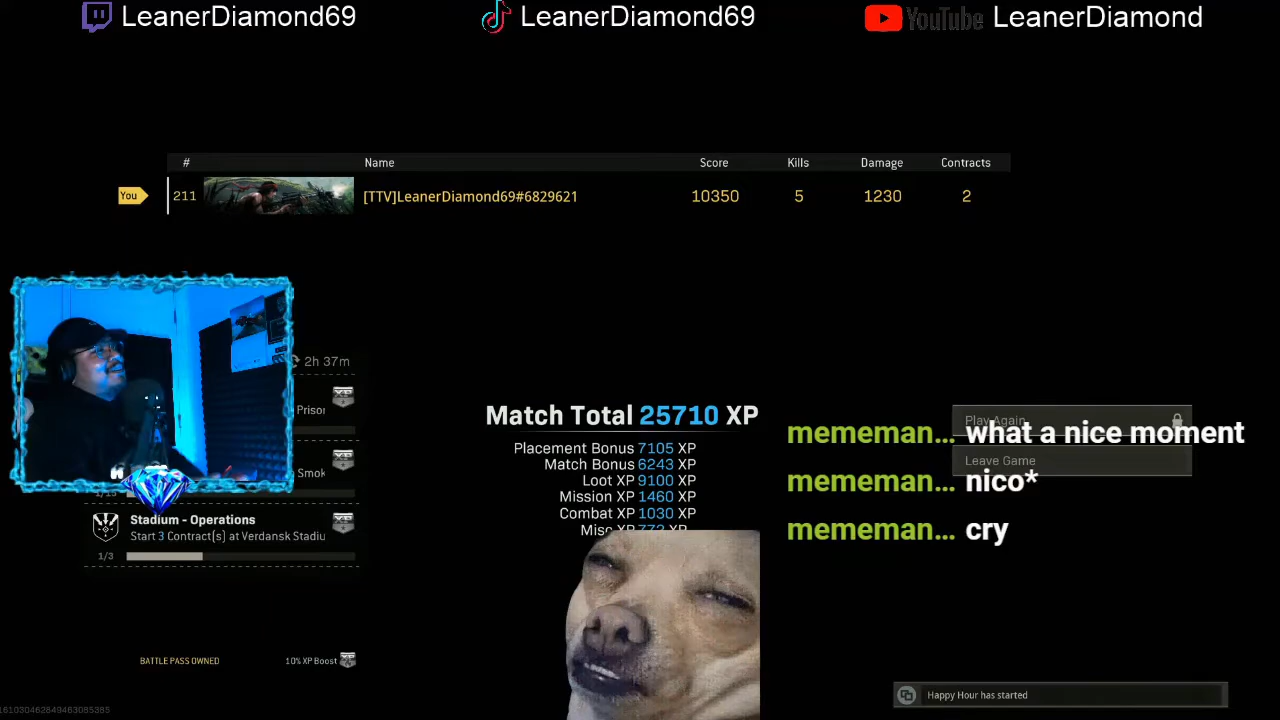 LeanerDiamond69
LeanerDiamond69
YouTube LeanerDiamond
# Name Score Kills Damage Contracts
You 211 [TTV]LeanerDiamond69#6829621 10350 5 1230 2
2h 37m
Prison
Smok
Stadium - Operations
Start 3 Contract(s) at Verdansk Stadiu
1/3
BATTLE PASS OWNED
10% XP Boost
Match Total 25710 XP
Placement Bonus 7105 XP
Match Bonus 6243 XP
Loot XP 9100 XP
Mission XP 1460 XP
Combat XP 1030 XP
Misc XP 772 XP
Play Again
mememan... what a nice moment
Leave Game
mememan... nico*
mememan... cry
Happy Hour has started